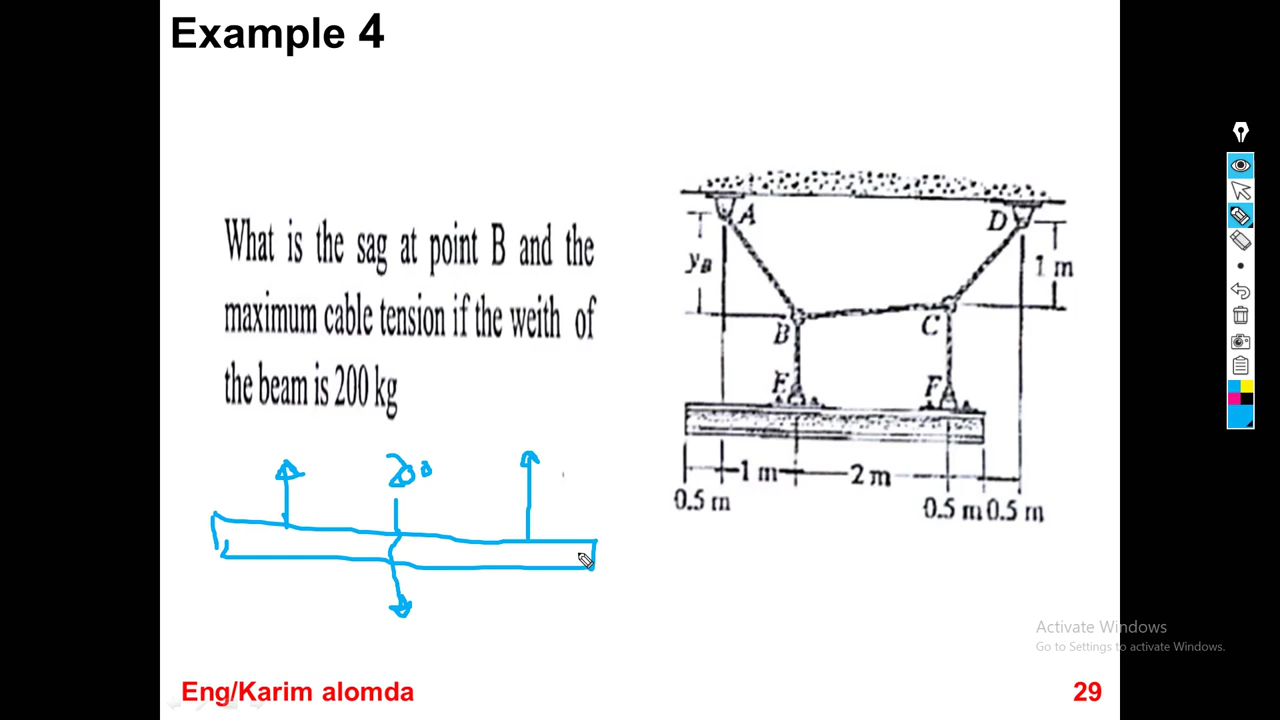 Example 4
What is the sag at point B and the
maximum cable tension if the weith of
the beam is 200 kg
200
A
D
yB
1 m
B
C
E
F
1 m
2 m
0.5 m
0.5 m 0.5 m
Activate Windows
Go to Settings to activate Windows.
Eng/Karim alomda
29